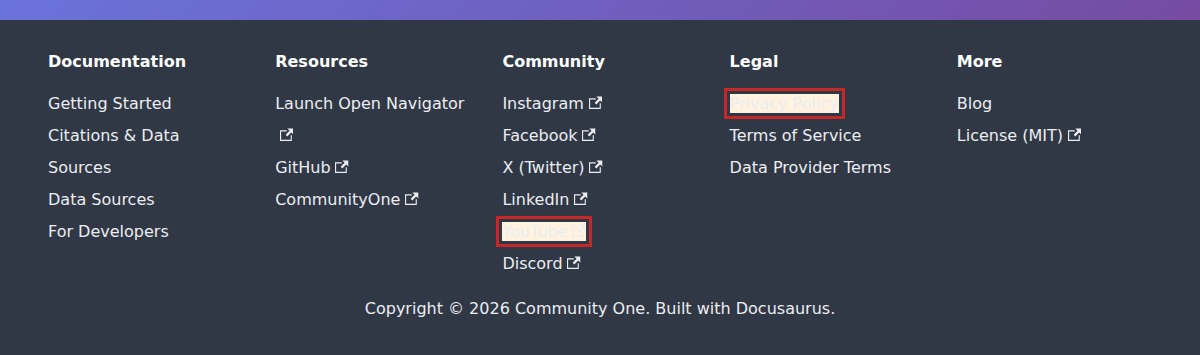 Documentation
Getting Started
Citations & Data
Sources
Data Sources
For Developers
Resources
Launch Open Navigator
GitHub
CommunityOne
Community
Instagram
Facebook
X (Twitter)
LinkedIn
YouTube
Discord
Legal
Privacy Policy
Terms of Service
Data Provider Terms
More
Blog
License (MIT)
Copyright © 2026 Community One. Built with Docusaurus.